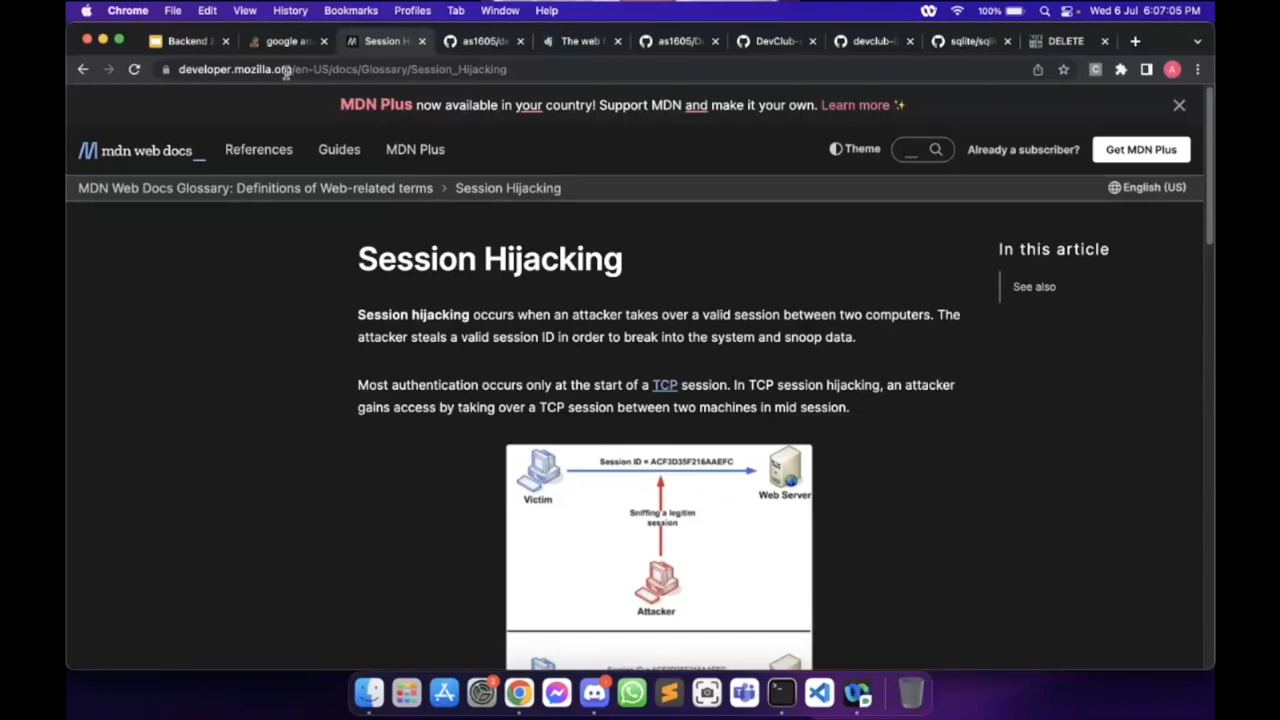 Chrome File Edit View History Bookmarks Profiles Tab Window Help 100% Wed 6 Jul 6:07:05 PM
Backend google an Session H as1605/de The web as1605/D DevClub- devclub-i sqlite/sql DELETE
developer.mozilla.org/en-US/docs/Glossary/Session_Hijacking A
MDN Plus now available in your country! Support MDN and make it your own. Learn more ✨
mdn web docs_ References Guides MDN Plus Theme Already a subscriber? Get MDN Plus
MDN Web Docs Glossary: Definitions of Web-related terms > Session Hijacking English (US)
Session Hijacking
In this article
See also
Session hijacking occurs when an attacker takes over a valid session between two computers. The
attacker steals a valid session ID in order to break into the system and snoop data.
Most authentication occurs only at the start of a TCP session. In TCP session hijacking, an attacker
gains access by taking over a TCP session between two machines in mid session.
Session ID = ACF3D35F216AAEFC
Victim
Web Server
Sniffing a legitim
session
Attacker